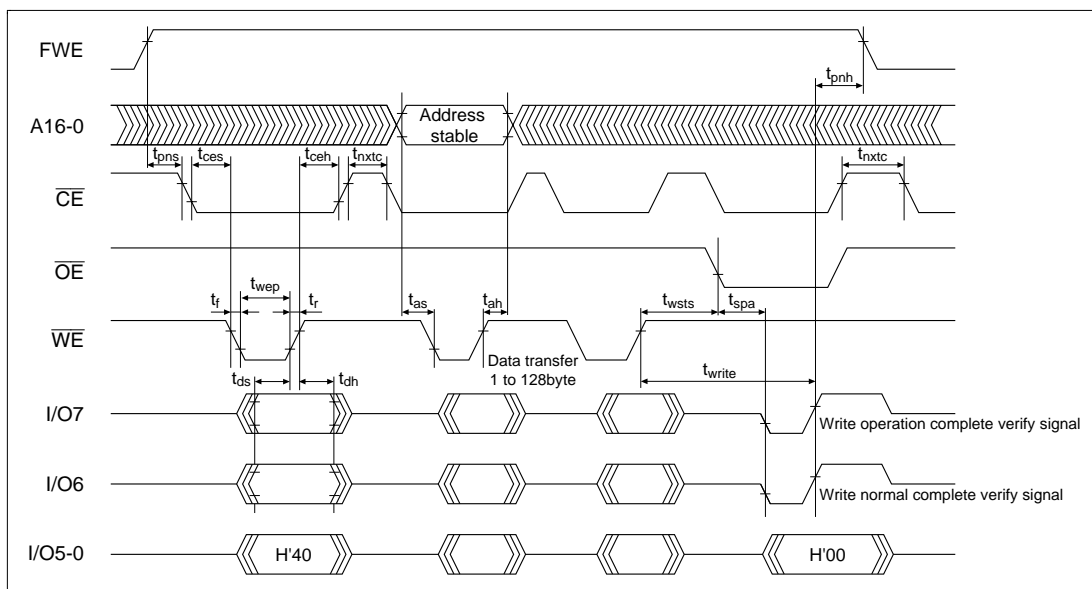 FWE
tpnh
A16-0
Address
stable
tpns
tces
tceh
tnxtc
tnxtc
CE
OE
twep
tf
tr
tas
tah
twsts
tspa
WE
Data transfer
1 to 128byte
twrite
tds
tdh
I/O7
Write operation complete verify signal
I/O6
Write normal complete verify signal
I/O5-0
H'40
H'00